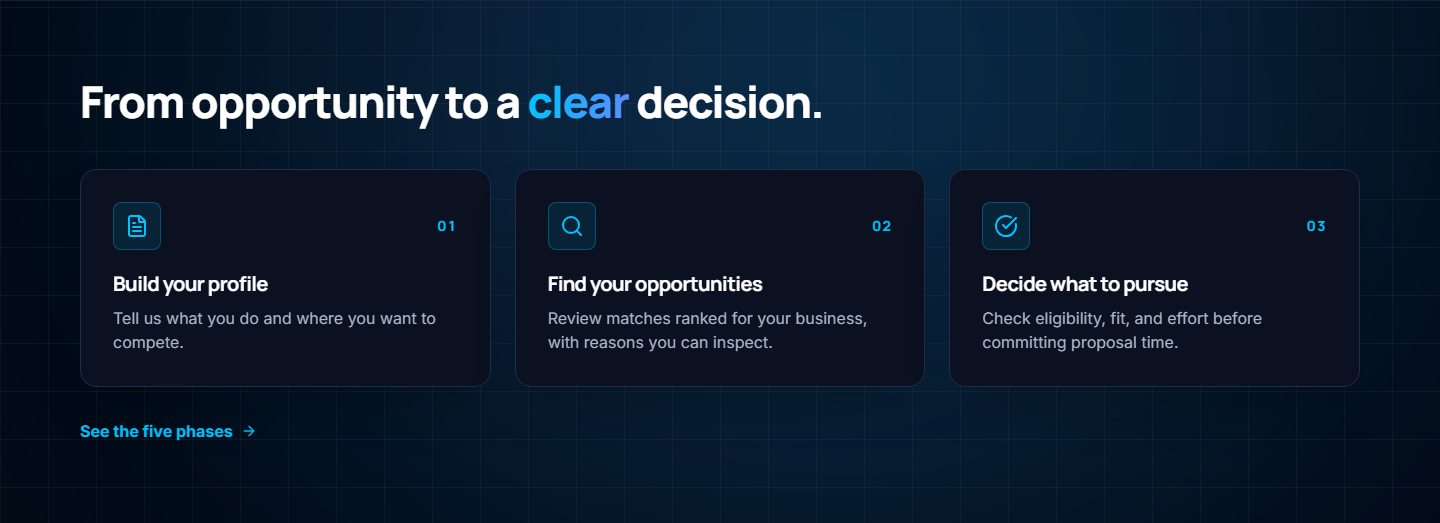 From opportunity to a clear decision.
01
Build your profile
Tell us what you do and where you want to
compete.
02
Find your opportunities
Review matches ranked for your business,
with reasons you can inspect.
03
Decide what to pursue
Check eligibility, fit, and effort before
committing proposal time.
See the five phases →